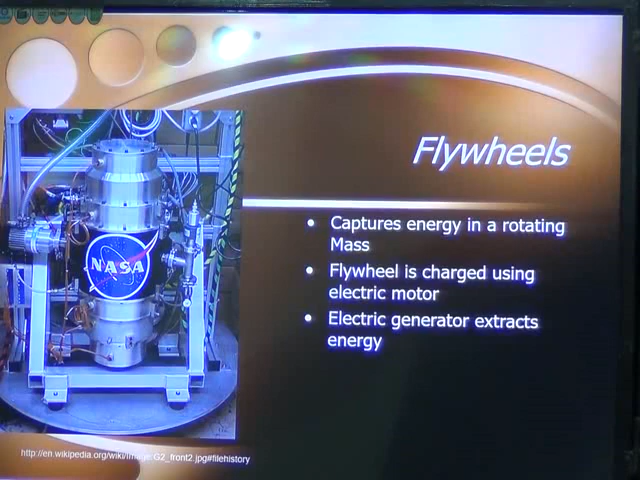 Flywheels
• Captures energy in a rotating
Mass
• Flywheel is charged using
electric motor
• Electric generator extracts
energy
NASA
http://en.wikipedia.org/wiki/Image:G2_front2.jpg#filehistory